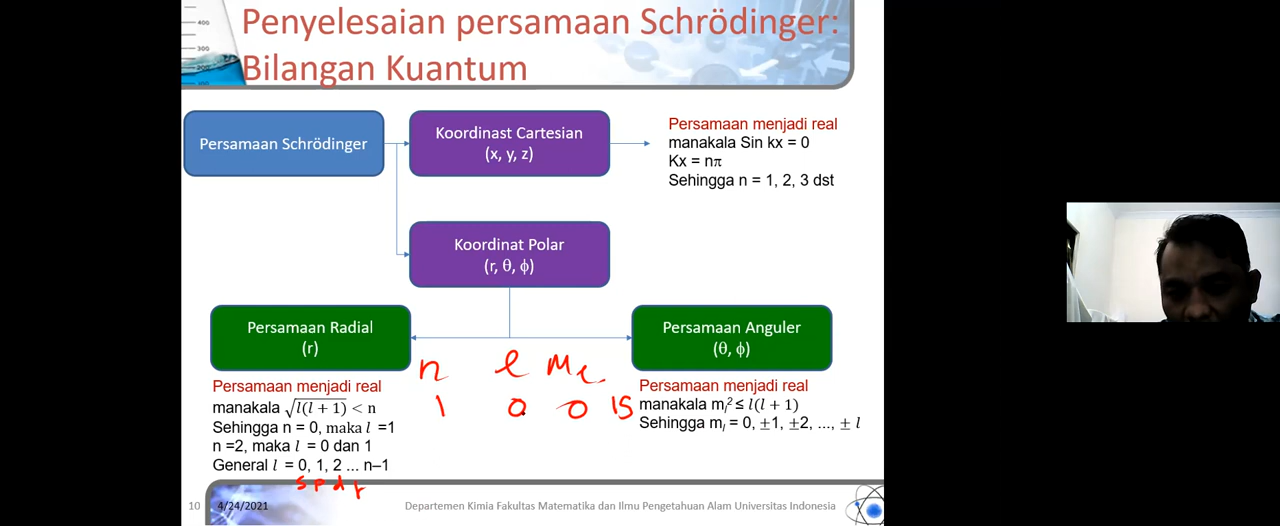 Penyelesaian persamaan Schrödinger:
Bilangan Kuantum
400
300
Persamaan Schrödinger
Koordinast Cartesian
(x, y, z)
Persamaan menjadi real
manakala Sin kx = 0
Kx = nπ
Sehingga n = 1, 2, 3 dst
Koordinat Polar
(r, θ, ϕ)
Persamaan Radial
(r)
Persamaan Anguler
(θ, ϕ)
n l ml
1 0 0 1s
Persamaan menjadi real
manakala √l(l + 1) < n
Sehingga n = 0, maka l =1
n =2, maka l = 0 dan 1
General l = 0, 1, 2 ... n–1
s p d f
Persamaan menjadi real
manakala ml² ≤ l(l + 1)
Sehingga ml = 0, ±1, ±2, ..., ± l
10
4/24/2021
Departemen Kimia Fakultas Matematika dan Ilmu Pengetahuan Alam Universitas Indonesia